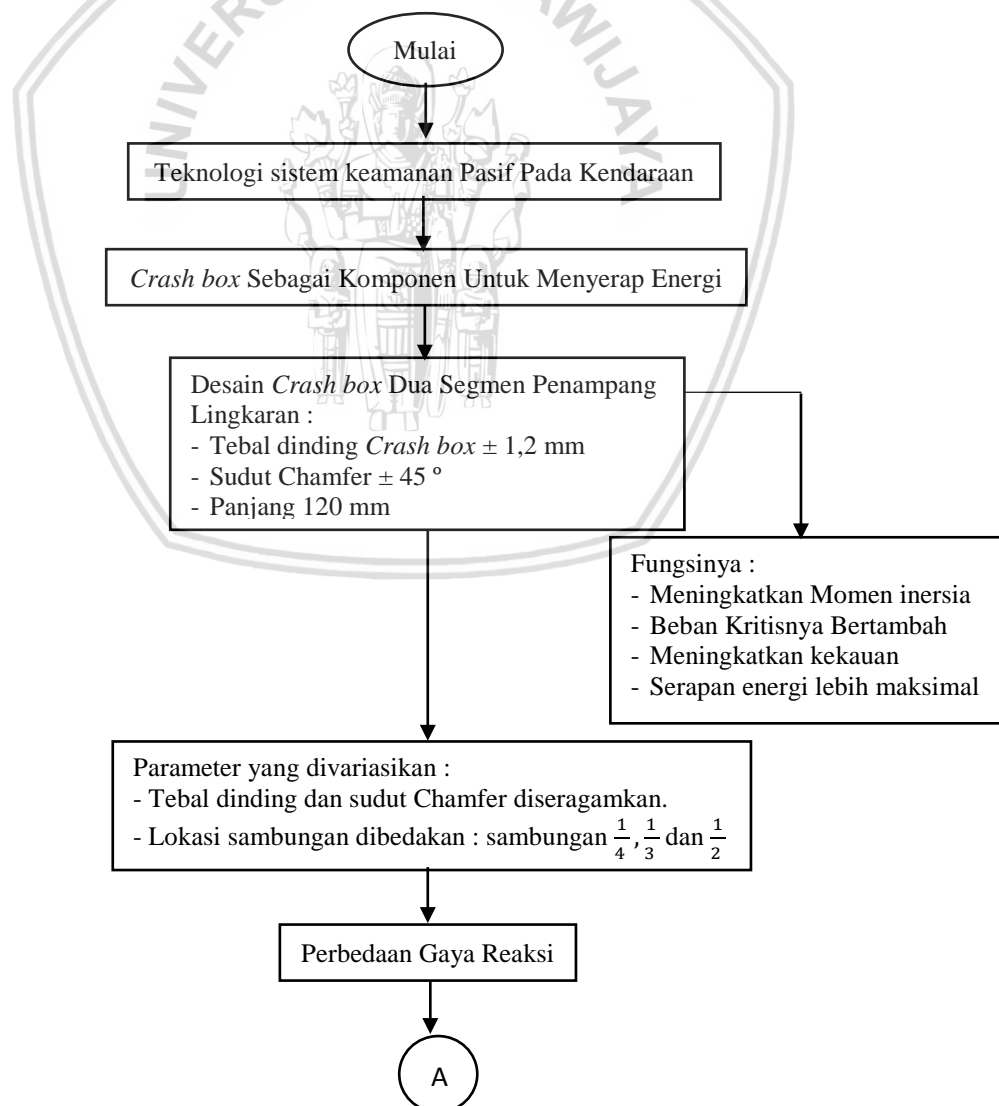 UNIVER
AWIJAYA
Mulai
Teknologi sistem keamanan Pasif Pada Kendaraan
Crash box Sebagai Komponen Untuk Menyerap Energi
Desain Crash box Dua Segmen Penampang
Lingkaran :
- Tebal dinding Crash box ± 1,2 mm
- Sudut Chamfer ± 45 º
- Panjang 120 mm
Fungsinya :
- Meningkatkan Momen inersia
- Beban Kritisnya Bertambah
- Meningkatkan kekauan
- Serapan energi lebih maksimal
Parameter yang divariasikan :
- Tebal dinding dan sudut Chamfer diseragamkan.
- Lokasi sambungan dibedakan : sambungan 1/4, 1/3 dan 1/2
Perbedaan Gaya Reaksi
A